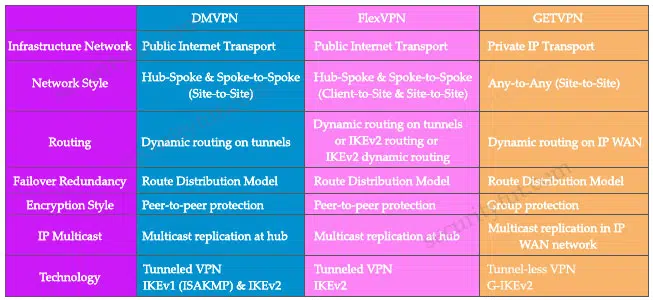 DMVPN FlexVPN GETVPN
Infrastructure Network Public Internet Transport Public Internet Transport Private IP Transport
Network Style
Hub-Spoke & Spoke-to-Spoke
(Site-to-Site)
Hub-Spoke & Spoke-to-Spoke
(Client-to-Site & Site-to-Site)
Any-to-Any (Site-to-Site)
Routing
Dynamic routing on tunnels
Dynamic routing on tunnels
or IKEv2 routing or
IKEv2 dynamic routing
Dynamic routing on IP WAN
Failover Redundancy Route Distribution Model Route Distribution Model Route Distribution Model
Encryption Style Peer-to-peer protection Peer-to-peer protection Group protection
IP Multicast
Multicast replication at hub
Multicast replication at hub
Multicast replication in IP
WAN network
Technology
Tunneled VPN
IKEv1 (ISAKMP) & IKEv2
Tunneled VPN
IKEv2
Tunnel-less VPN
G-IKEv2